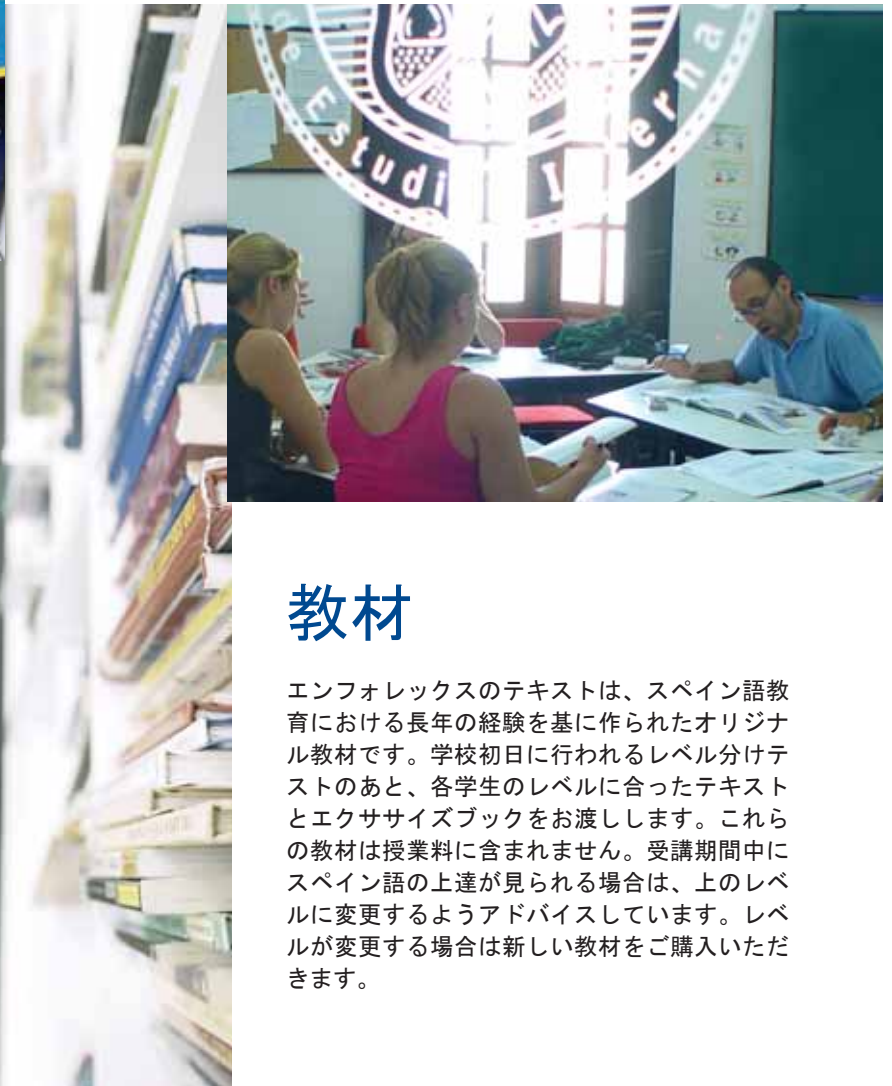 de Estudi Interna
教材
エンフォレックスのテキストは、スペイン語教
育における長年の経験を基に作られたオリジナ
ル教材です。学校初日に行われるレベル分けテ
ストのあと、各学生のレベルに合ったテキスト
とエクササイズブックをお渡しします。これら
の教材は授業料に含まれません。受講期間中に
スペイン語の上達が見られる場合は、上のレベ
ルに変更するようアドバイスしています。レベ
ルが変更する場合は新しい教材をご購入いただ
きます。